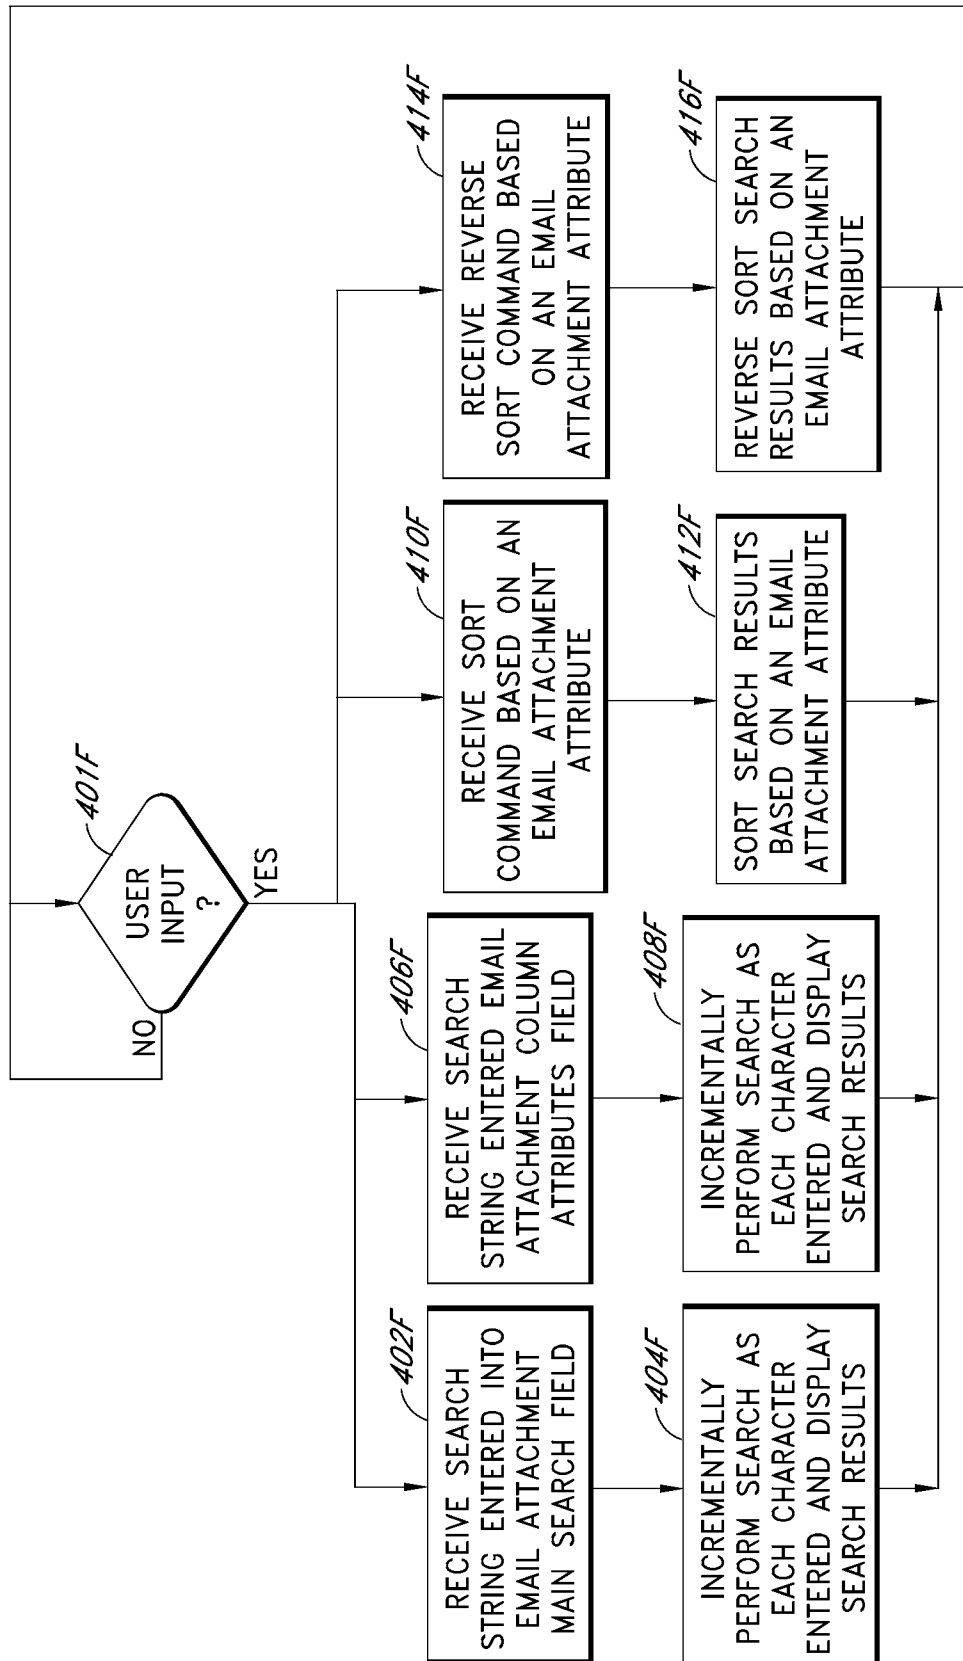 401F
USER
INPUT
?
NO
YES
402F
RECEIVE SEARCH
STRING ENTERED INTO
EMAIL ATTACHMENT
MAIN SEARCH FIELD
406F
RECEIVE SEARCH
STRING ENTERED EMAIL
ATTACHMENT COLUMN
ATTRIBUTES FIELD
410F
RECEIVE SORT
COMMAND BASED ON AN
EMAIL ATTACHMENT
ATTRIBUTE
414F
RECEIVE REVERSE
SORT COMMAND BASED
ON AN EMAIL
ATTACHMENT ATTRIBUTE
404F
INCREMENTALLY
PERFORM SEARCH AS
EACH CHARACTER
ENTERED AND DISPLAY
SEARCH RESULTS
408F
INCREMENTALLY
PERFORM SEARCH AS
EACH CHARACTER
ENTERED AND DISPLAY
SEARCH RESULTS
412F
SORT SEARCH RESULTS
BASED ON AN EMAIL
ATTACHMENT ATTRIBUTE
416F
REVERSE SORT SEARCH
RESULTS BASED ON AN
EMAIL ATTACHMENT
ATTRIBUTE